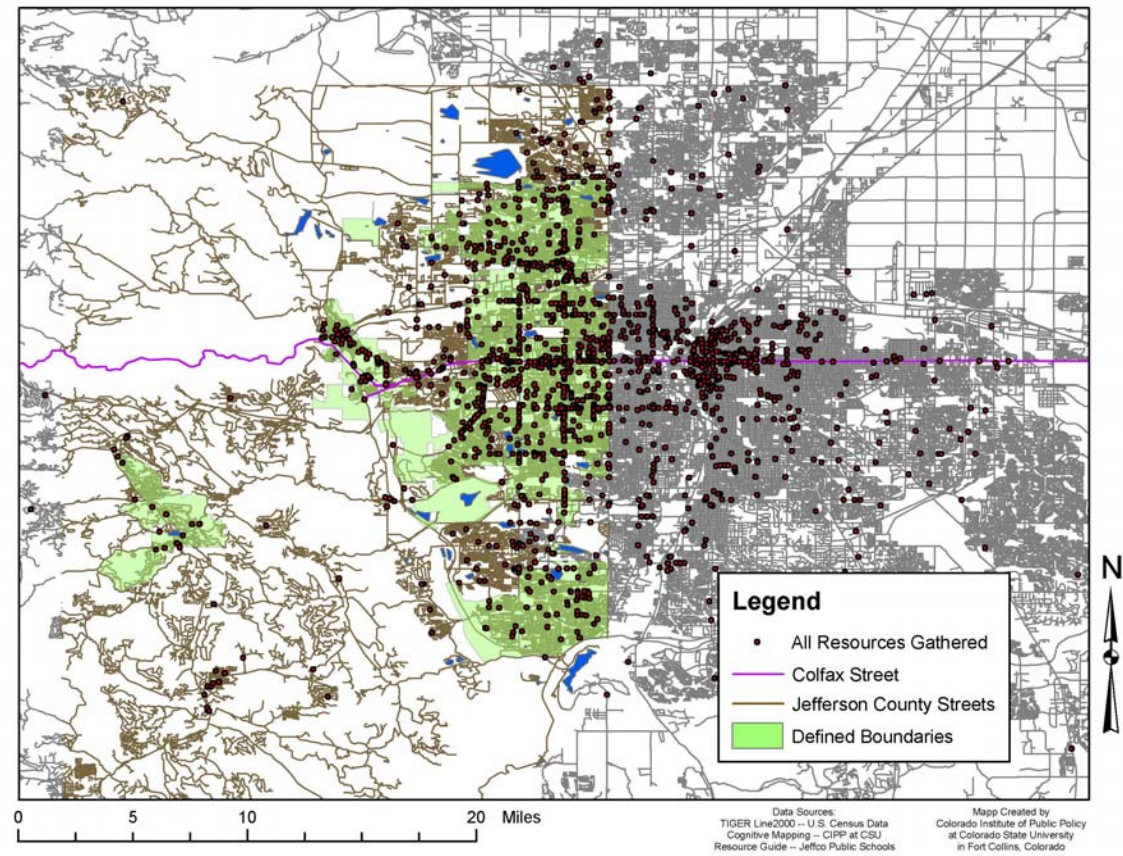 Legend
All Resources Gathered
Colfax Street
Jefferson County Streets
Defined Boundaries
N
0 5 10 20 Miles
Data Sources:
TIGER Line2000 -- U.S. Census Data
Cognitive Mapping -- CIPP at CSU
Resource Guide -- Jeffco Public Schools
Mapp Created by
Colorado Institute of Public Policy
at Colorado State University
in Fort Collins, Colorado